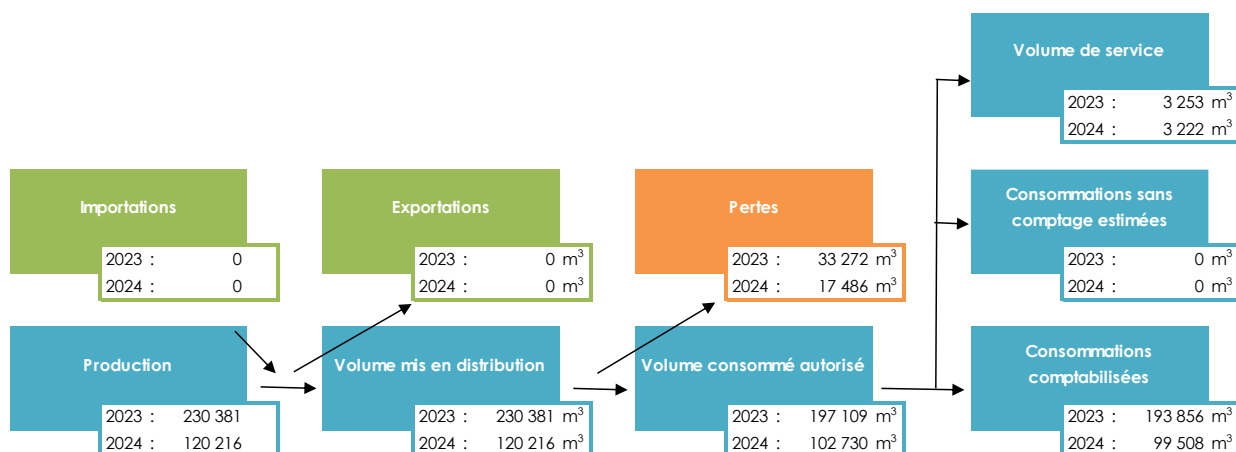 Volume de service
2023 : 3 253 m³
2024 : 3 222 m³
Importations
2023 : 0
2024 : 0
Exportations
2023 : 0 m³
2024 : 0 m³
Pertes
2023 : 33 272 m³
2024 : 17 486 m³
Consommations sans
comptage estimées
2023 : 0 m³
2024 : 0 m³
Production
2023 : 230 381
2024 : 120 216
Volume mis en distribution
2023 : 230 381 m³
2024 : 120 216 m³
Volume consommé autorisé
2023 : 197 109 m³
2024 : 102 730 m³
Consommations
comptabilisées
2023 : 193 856 m³
2024 : 99 508 m³